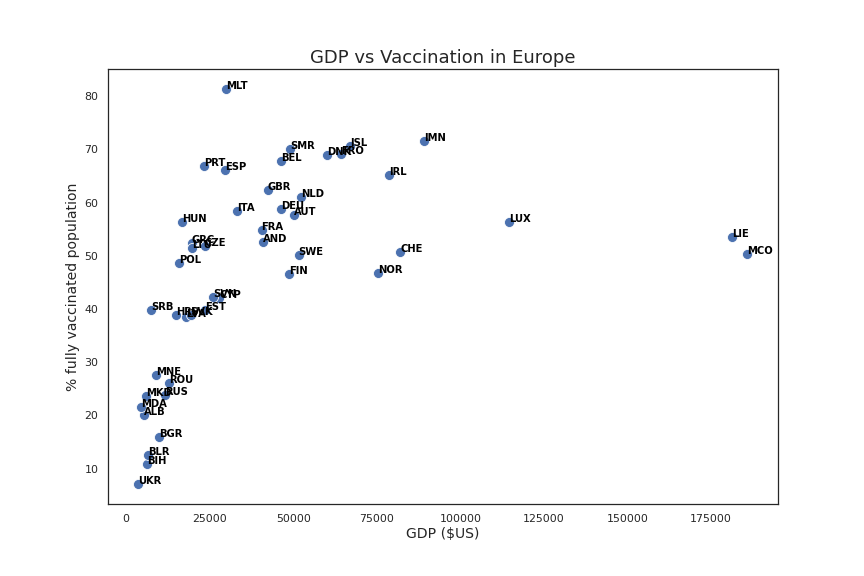 GDP vs Vaccination in Europe
80
MLT
70
IMN
ISL
SMR
DNK
BEL
PRT
ESP
IRL
GBR
NLD
60
ITA
DEU
AUT
HUN
LUX
FRA
LIE
AND
CZE
SWE
CHE
MCO
50
POL
FIN
NOR
CYP
40
SRB
EST
30
MNE
ROU
MKD
RUS
MDA
ALB
20
BGR
BLR
BIH
10
UKR
% fully vaccinated population
0
25000
50000
75000
100000
125000
150000
175000
GDP ($US)